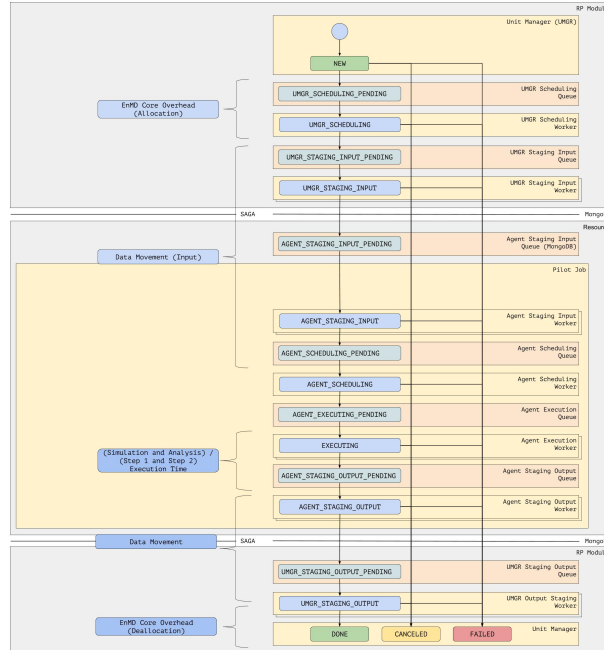 RP Modul
Unit Manager (UMGR)
NEW
EnMD Core Overhead
(Allocation)
UMGR_SCHEDULING_PENDING
UMGR Scheduling
Queue
UMGR_SCHEDULING
UMGR Scheduling
Worker
UMGR_STAGING_INPUT_PENDING
UMGR Staging Input
Queue
UMGR_STAGING_INPUT
UMGR Staging Input
Worker
SAGA
Mongo
Resour
Data Movement (Input)
AGENT_STAGING_INPUT_PENDING
Agent Staging Input
Queue (MongoDB)
Pilot Job
AGENT_STAGING_INPUT
Agent Staging Input
Worker
AGENT_SCHEDULING_PENDING
Agent Scheduling
Queue
AGENT_SCHEDULING
Agent Scheduling
Worker
AGENT_EXECUTING_PENDING
Agent Execution
Queue
(Simulation and Analysis) /
(Step 1 and Step 2)
Execution Time
EXECUTING
Agent Execution
Worker
AGENT_STAGING_OUTPUT_PENDING
Agent Staging Output
Queue
AGENT_STAGING_OUTPUT
Agent Staging Output
Worker
Data Movement
SAGA
Mongo
RP Modul
UMGR_STAGING_OUTPUT_PENDING
UMGR Staging Output
Queue
UMGR_STAGING_OUTPUT
UMGR Output Staging
Worker
EnMD Core Overhead
(Deallocation)
DONE
CANCELED
FAILED
Unit Manager